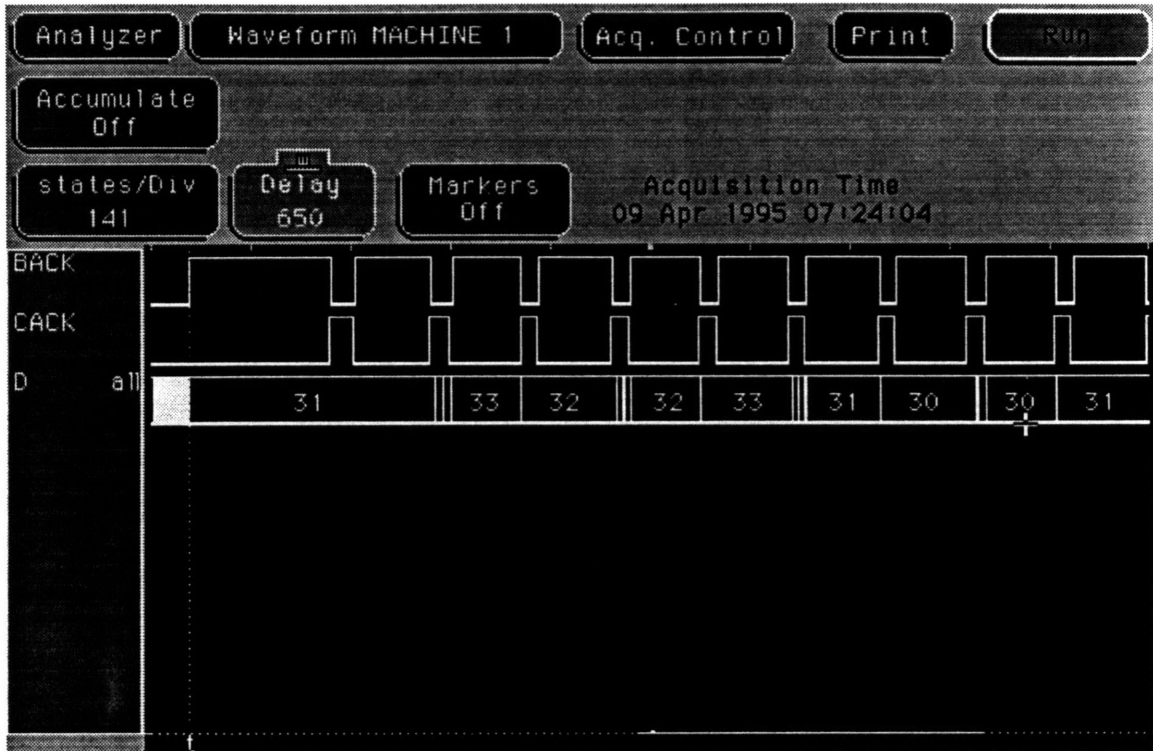 Analyzer Waveform MACHINE 1 Acq. Control Print Run
Accumulate
Off
states/Div Delay Markers Acquisition Time
141 650 Off 09 Apr 1995 07:24:04
BACK
CACK
D all 31 33 32 32 33 31 30 30 31